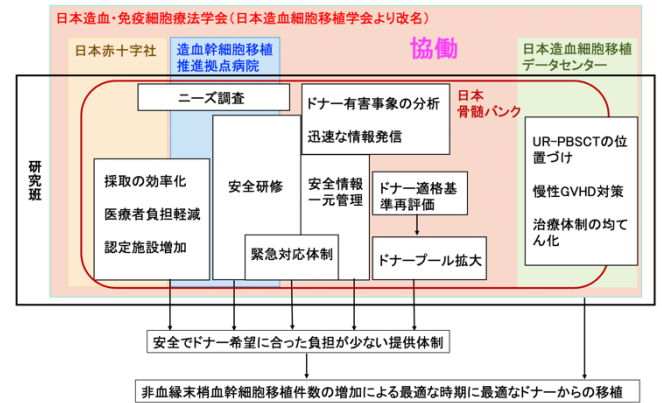 日本造血・免疫細胞療法学会（日本造血細胞移植学会より改名）
日本赤十字社
造血幹細胞移植
推進拠点病院
協働
日本造血細胞移植
データセンター
ニーズ調査
ドナー有害事象の分析
迅速な情報発信
日本
骨髄バンク
研究班
採取の効率化
医療者負担軽減
認定施設増加
安全研修
安全情報
一元管理
緊急対応体制
ドナー適格基
準再評価
ドナープール拡大
UR-PBSCTの位
置づけ
慢性GVHD対策
治療体制の均て
ん化
安全でドナー希望に合った負担が少ない提供体制
非血縁末梢血幹細胞移植件数の増加による最適な時期に最適なドナーからの移植